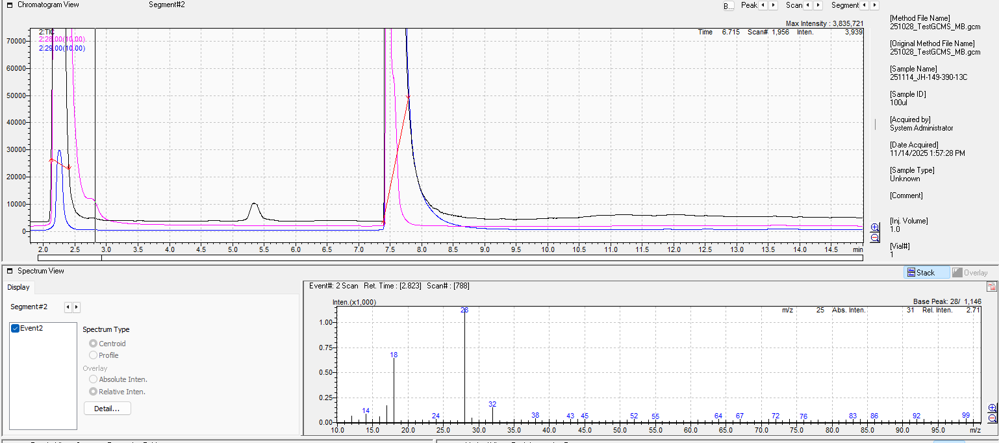 Chromatogram View
Segment#2
B... Peak Scan Segment
Max Intensity : 3,835,721
Time 6.715 Scan# 1,956 Inten. 3,939
2:TIC
2:28.00(10.00)
2:29.00(10.00)
70000
60000
50000
40000
30000
20000
10000
0
2.0 2.5 3.0 3.5 4.0 4.5 5.0 5.5 6.0 6.5 7.0 7.5 8.0 8.5 9.0 9.5 10.0 10.5 11.0 11.5 12.0 12.5 13.0 13.5 14.0 14.5 min
[Method File Name]
251028_TestGCMS_MB.gcm
[Original Method File Name]
251028_TestGCMS_MB.gcm
[Sample Name]
251114_JH-149-390-13C
[Sample ID]
100ul
[Acquired by]
System Administrator
[Date Acquired]
11/14/2025 1:57:28 PM
[Sample Type]
Unknown
[Comment]
[Inj. Volume]
1.0
[Vial#]
1
Spectrum View
Stack Overlay
Display
Segment#2
Event2
Spectrum Type
Centroid
Profile
Overlay
Absolute Inten.
Relative Inten.
Detail...
Event#: 2 Scan Ret. Time : [2.823] Scan# : [788]
Inten.(x1,000)
Base Peak: 28/ 1,146
m/z 25 Abs. Inten. 31 Rel. Inten. 2.71
1.00
0.75
0.50
0.25
0.00
28
18
14
24
32
38
43
45
52
55
64
67
72
76
83
86
92
99
10.0 15.0 20.0 25.0 30.0 35.0 40.0 45.0 50.0 55.0 60.0 65.0 70.0 75.0 80.0 85.0 90.0 95.0 m/z